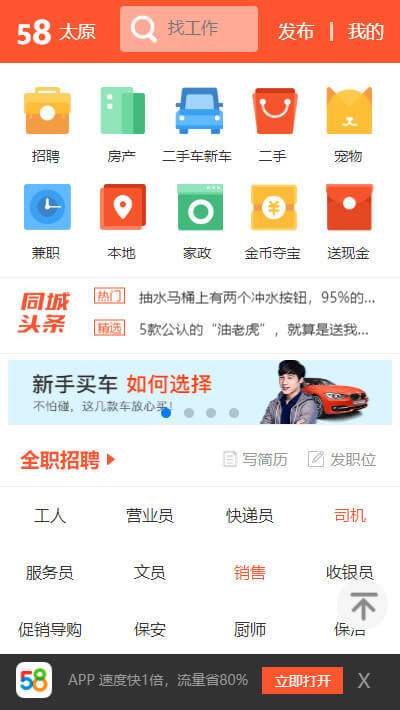 58 太原 找工作 发布 我的
招聘 房产 二手车新车 二手 宠物
兼职 本地 家政 金币夺宝 送现金
同城 头条
热门 抽水马桶上有两个冲水按钮，95%的...
精选 5款公认的“油老虎”，就算是送我...
新手买车 如何选择
不怕碰，这几款车放心买！
全职招聘 写简历 发职位
工人 营业员 快递员 司机
服务员 文员 销售 收银员
促销导购 保安 厨师 保洁
58 APP 速度快1倍，流量省80% 立即打开 X